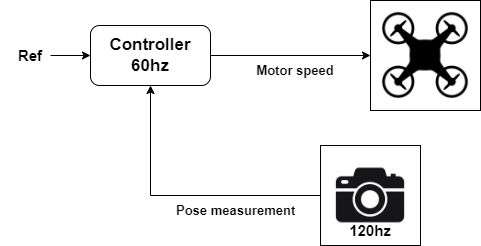 Controller
60hz
Ref
Motor speed
Pose measurement
120hz